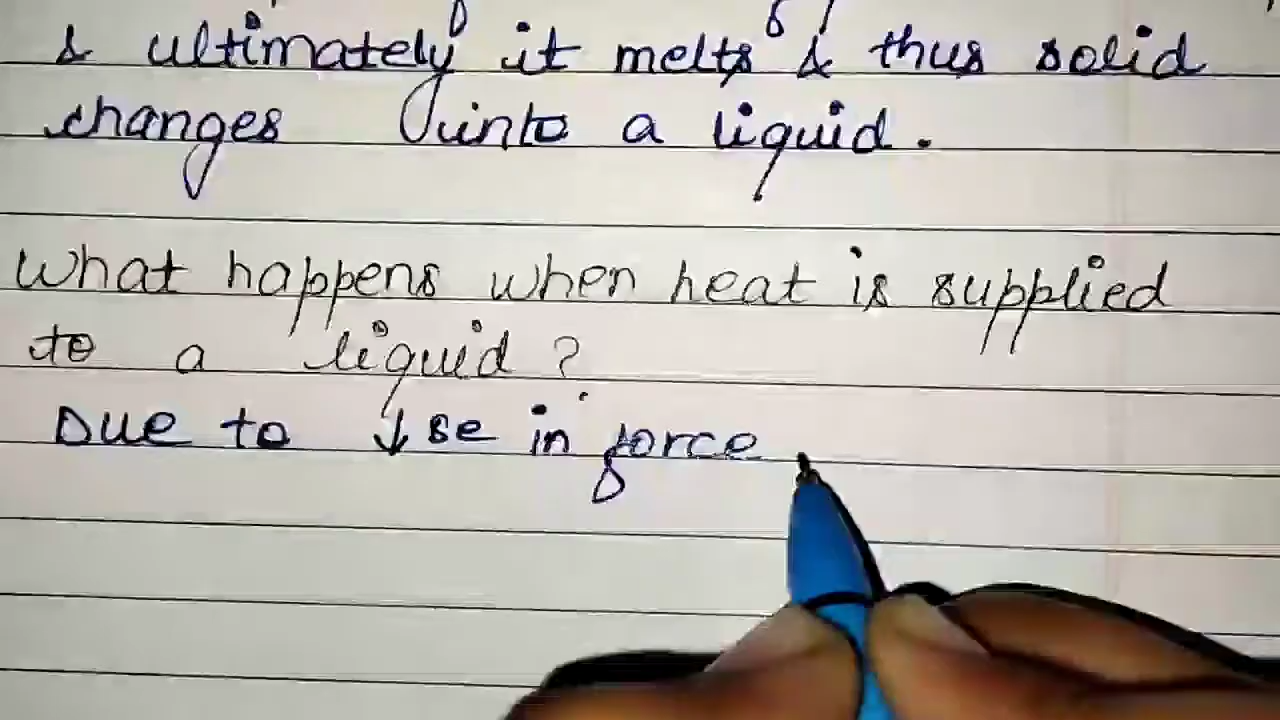 & ultimately it melts & thus solid
changes into a liquid.
What happens when heat is supplied
to a liquid?
Due to ↓se in force